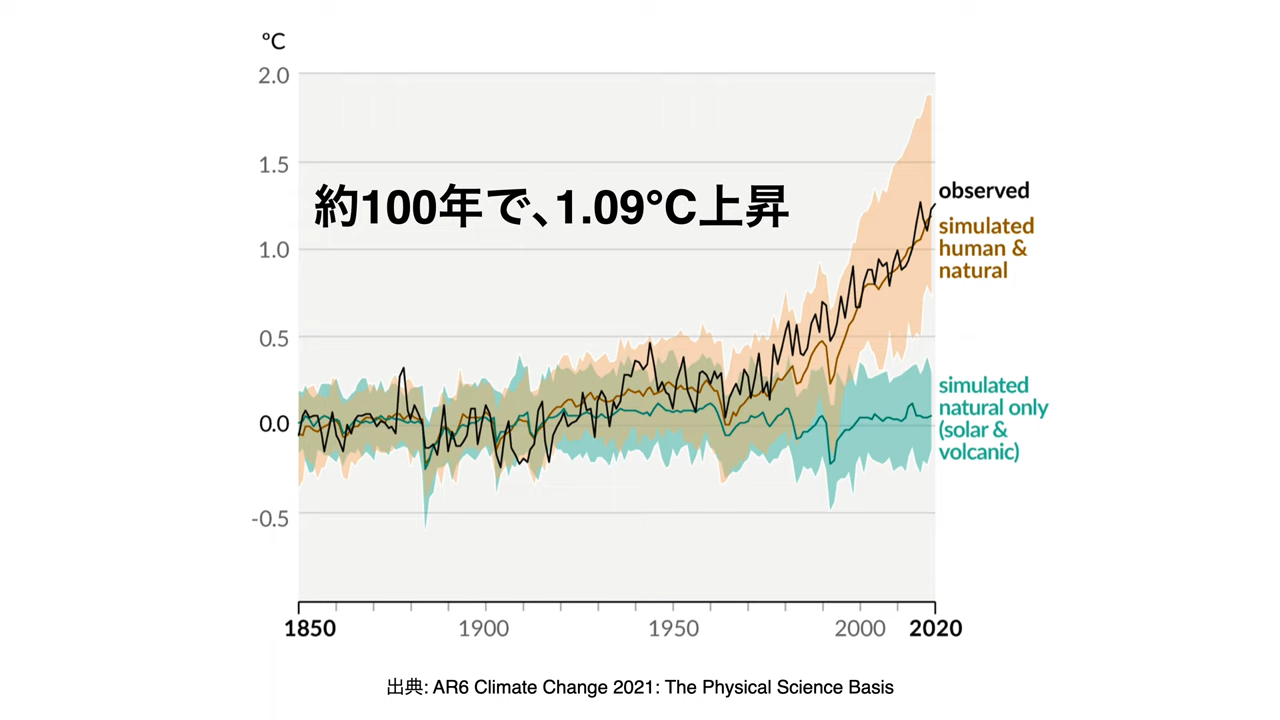 °C
2.0
1.5
約100年で、1.09°C上昇
observed
simulated
human &
natural
1.0
0.5
simulated
natural only
(solar &
volcanic)
0.0
-0.5
1850
1900
1950
2000
2020
出典: AR6 Climate Change 2021: The Physical Science Basis